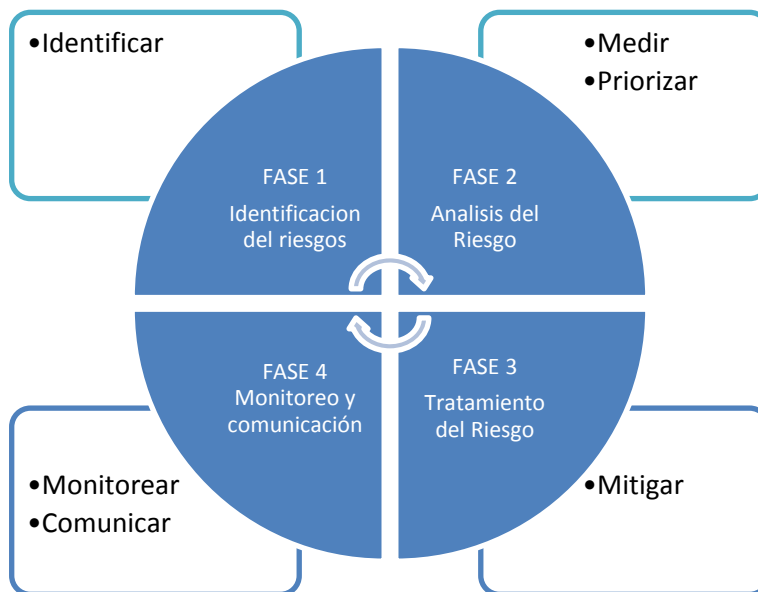 •Identificar
•Medir
•Priorizar
FASE 1
Identificacion
del riesgos
FASE 2
Analisis del
Riesgo
FASE 4
Monitoreo y
comunicación
FASE 3
Tratamiento
del Riesgo
•Monitorear
•Comunicar
•Mitigar